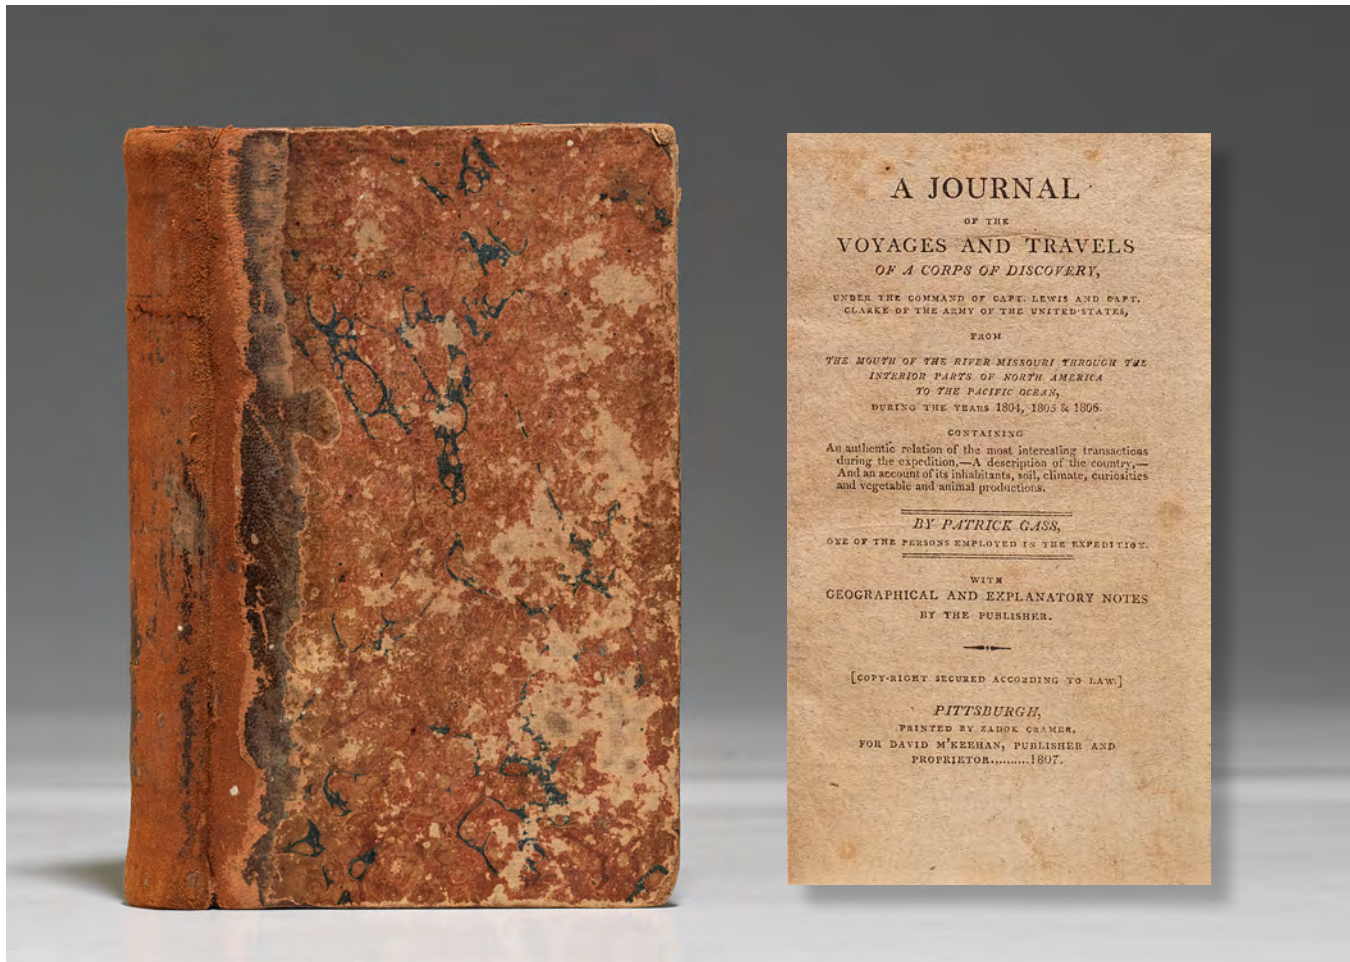 A JOURNAL
OF THE
VOYAGES AND TRAVELS
OF A CORPS OF DISCOVERY,
UNDER THE COMMAND OF CAPT. LEWIS AND CAPT.
CLARKE OF THE ARMY OF THE UNITED STATES,
FROM
THE MOUTH OF THE RIVER MISSOURI THROUGH THE
INTERIOR PARTS OF NORTH AMERICA
TO THE PACIFIC OCEAN,
DURING THE YEARS 1804, 1805 & 1806.
CONTAINING
An authentic relation of the most interesting transactions
during the expedition,—A description of the country,—
And an account of its inhabitants, soil, climate, curiosities
and vegetable and animal productions.
BY PATRICK GASS,
ONE OF THE PERSONS EMPLOYED IN THE EXPEDITION.
WITH
GEOGRAPHICAL AND EXPLANATORY NOTES
BY THE PUBLISHER.
[COPY-RIGHT SECURED ACCORDING TO LAW.]
PITTSBURGH,
PRINTED BY ZADOK CRAMER,
FOR DAVID M'KEEHAN, PUBLISHER AND
PROPRIETOR..........1807.